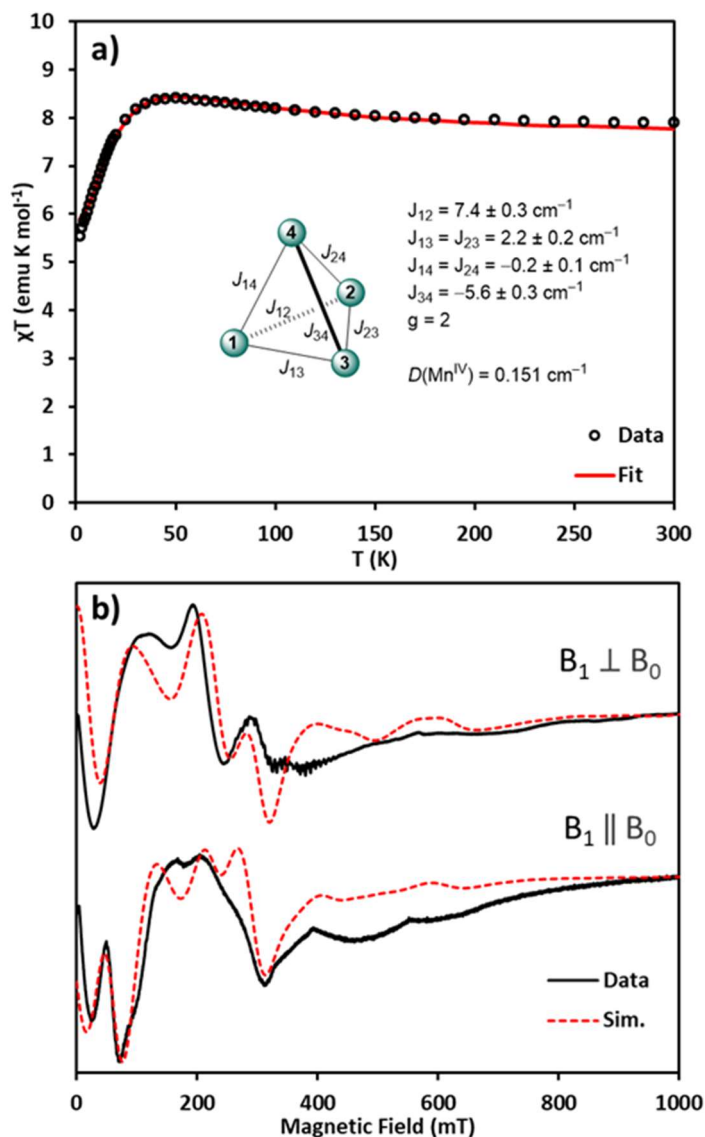 a)
10
9
8
7
6
5
4
3
2
1
0
χT (emu K mol⁻¹)
J₁₂ = 7.4 ± 0.3 cm⁻¹
J₁₃ = J₂₃ = 2.2 ± 0.2 cm⁻¹
J₁₄ = J₂₄ = −0.2 ± 0.1 cm⁻¹
J₃₄ = −5.6 ± 0.3 cm⁻¹
g = 2
D(Mnᴵⱽ) = 0.151 cm⁻¹
4
J₂₄
J₁₄
2
J₁₂
J₃₄
J₂₃
1
3
J₁₃
Data
Fit
0 50 100 150 200 250 300
T (K)
b)
B₁ ⊥ B₀
B₁ ∥ B₀
Data
Sim.
0 200 400 600 800 1000
Magnetic Field (mT)